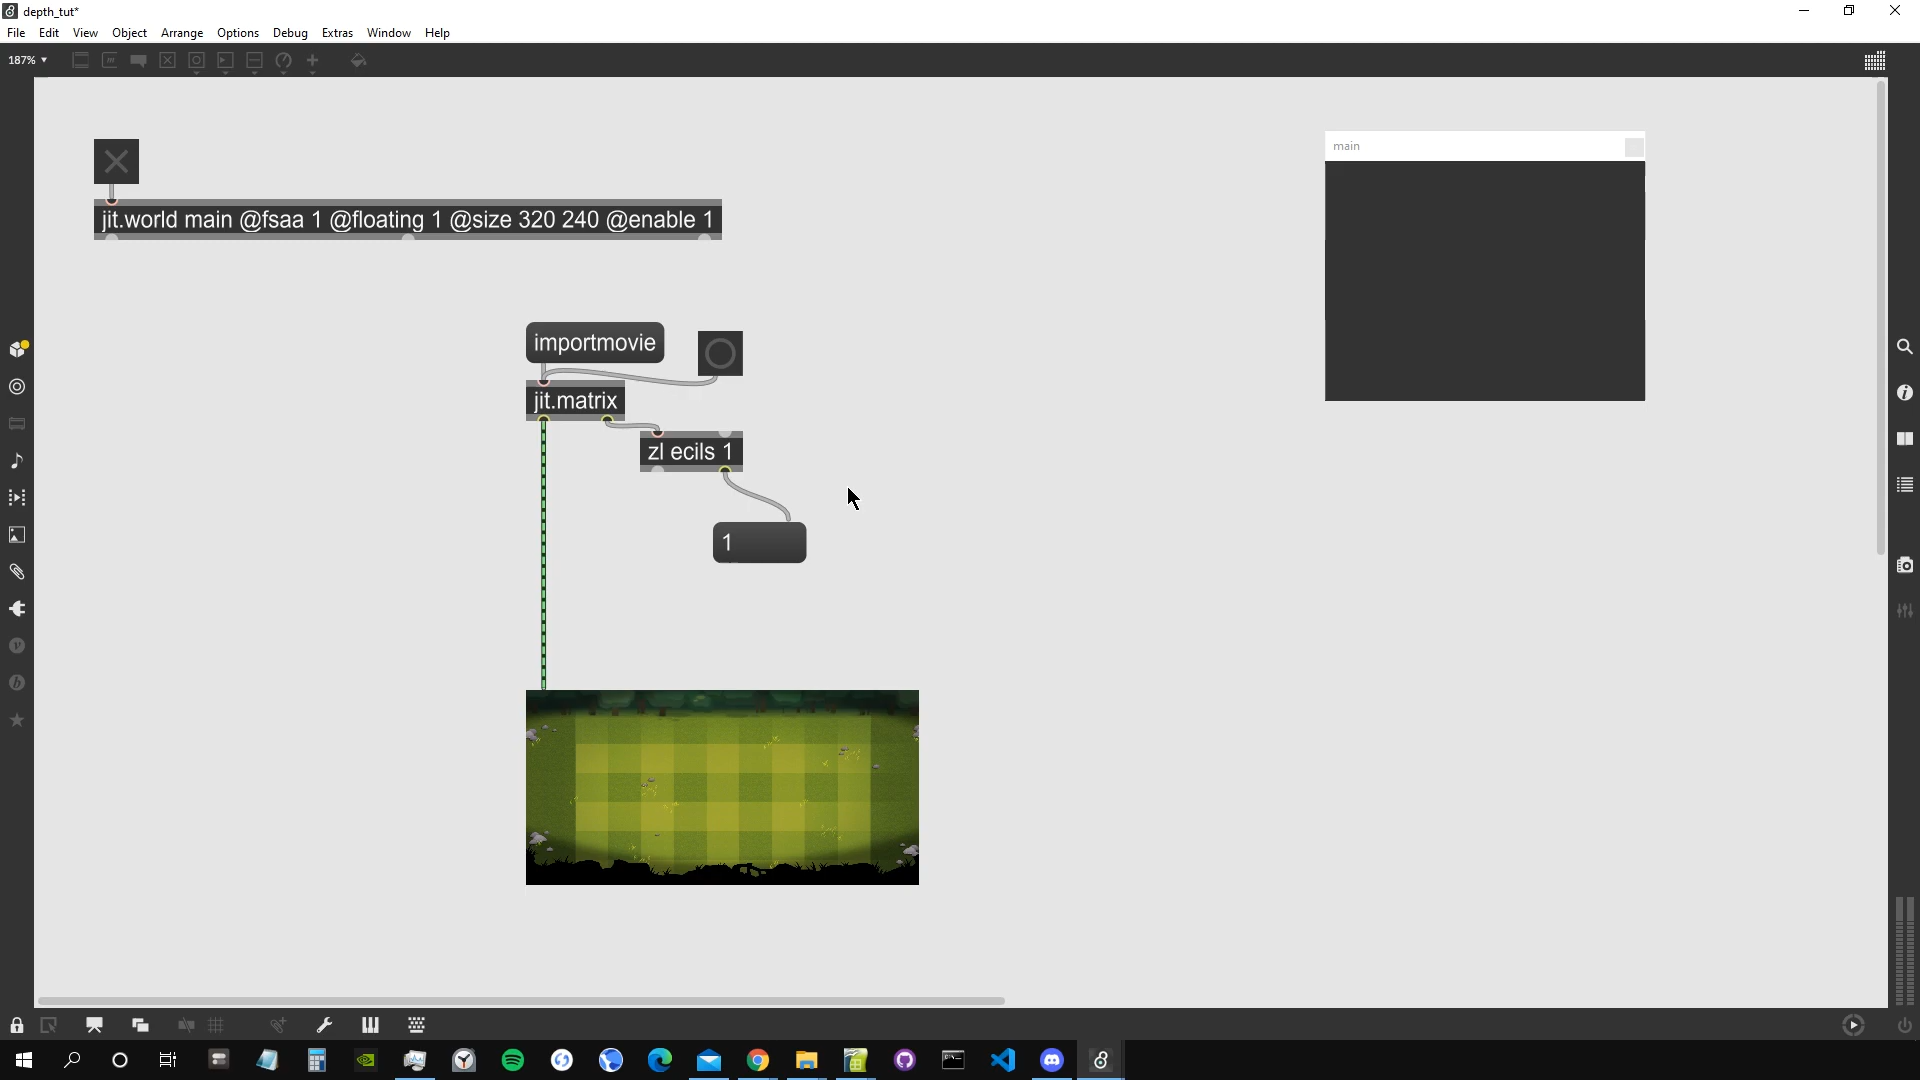 depth_tut*
File Edit View Object Arrange Options Debug Extras Window Help
187%
main
jit.world main @fsaa 1 @floating 1 @size 320 240 @enable 1
importmovie
jit.matrix
zl ecils 1
1